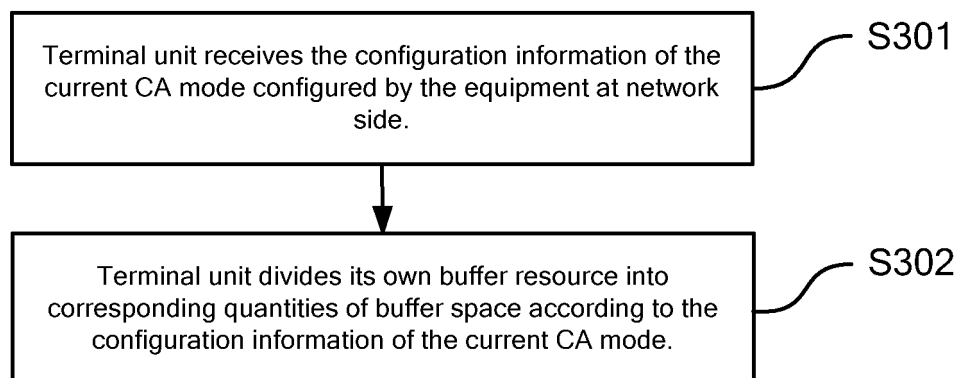 Terminal unit receives the configuration information of the
current CA mode configured by the equipment at network
side.
S301
Terminal unit divides its own buffer resource into
corresponding quantities of buffer space according to the
configuration information of the current CA mode.
S302